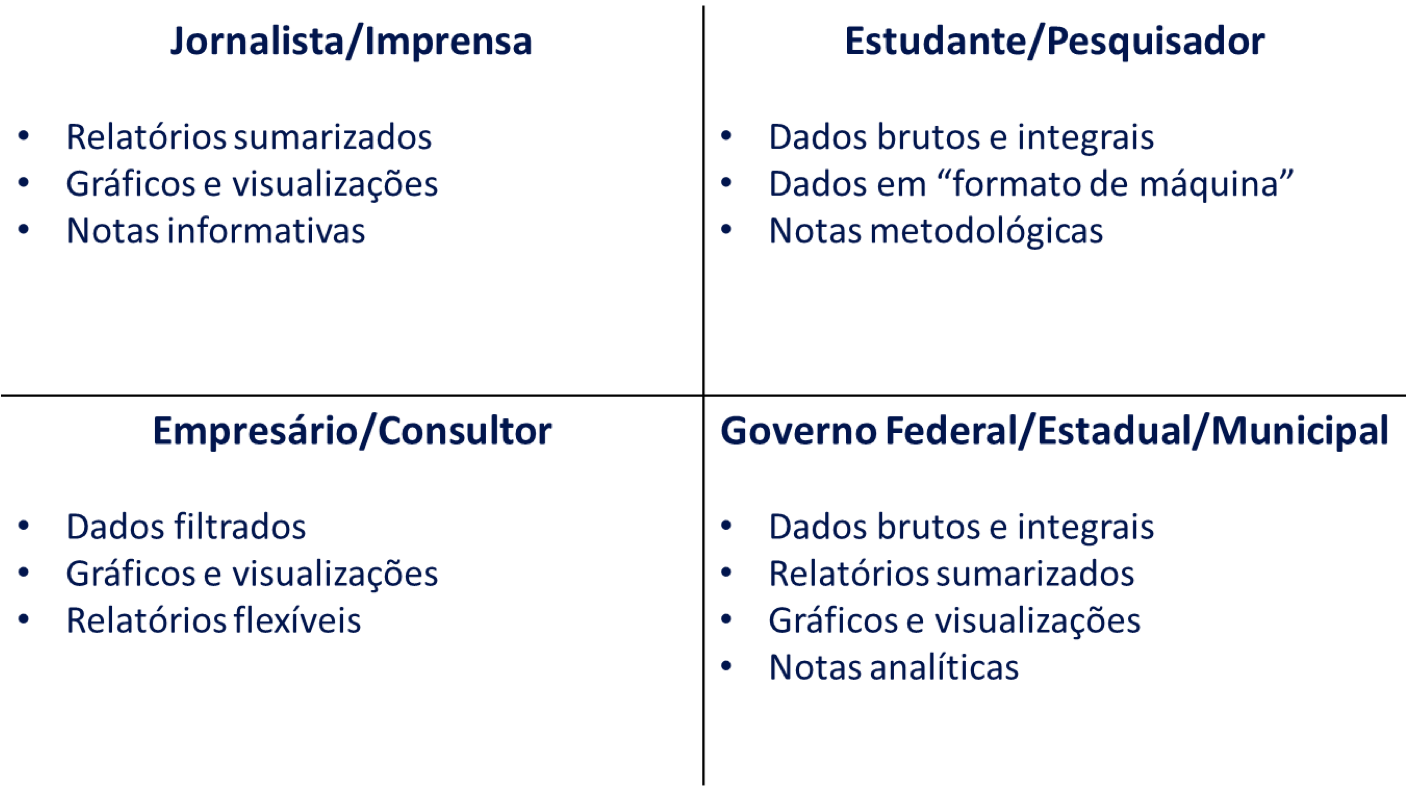 Jornalista/Imprensa
• Relatórios sumarizados
• Gráficos e visualizações
• Notas informativas
Estudante/Pesquisador
• Dados brutos e integrais
• Dados em “formato de máquina”
• Notas metodológicas
Empresário/Consultor
• Dados filtrados
• Gráficos e visualizações
• Relatórios flexíveis
Governo Federal/Estadual/Municipal
• Dados brutos e integrais
• Relatórios sumarizados
• Gráficos e visualizações
• Notas analíticas